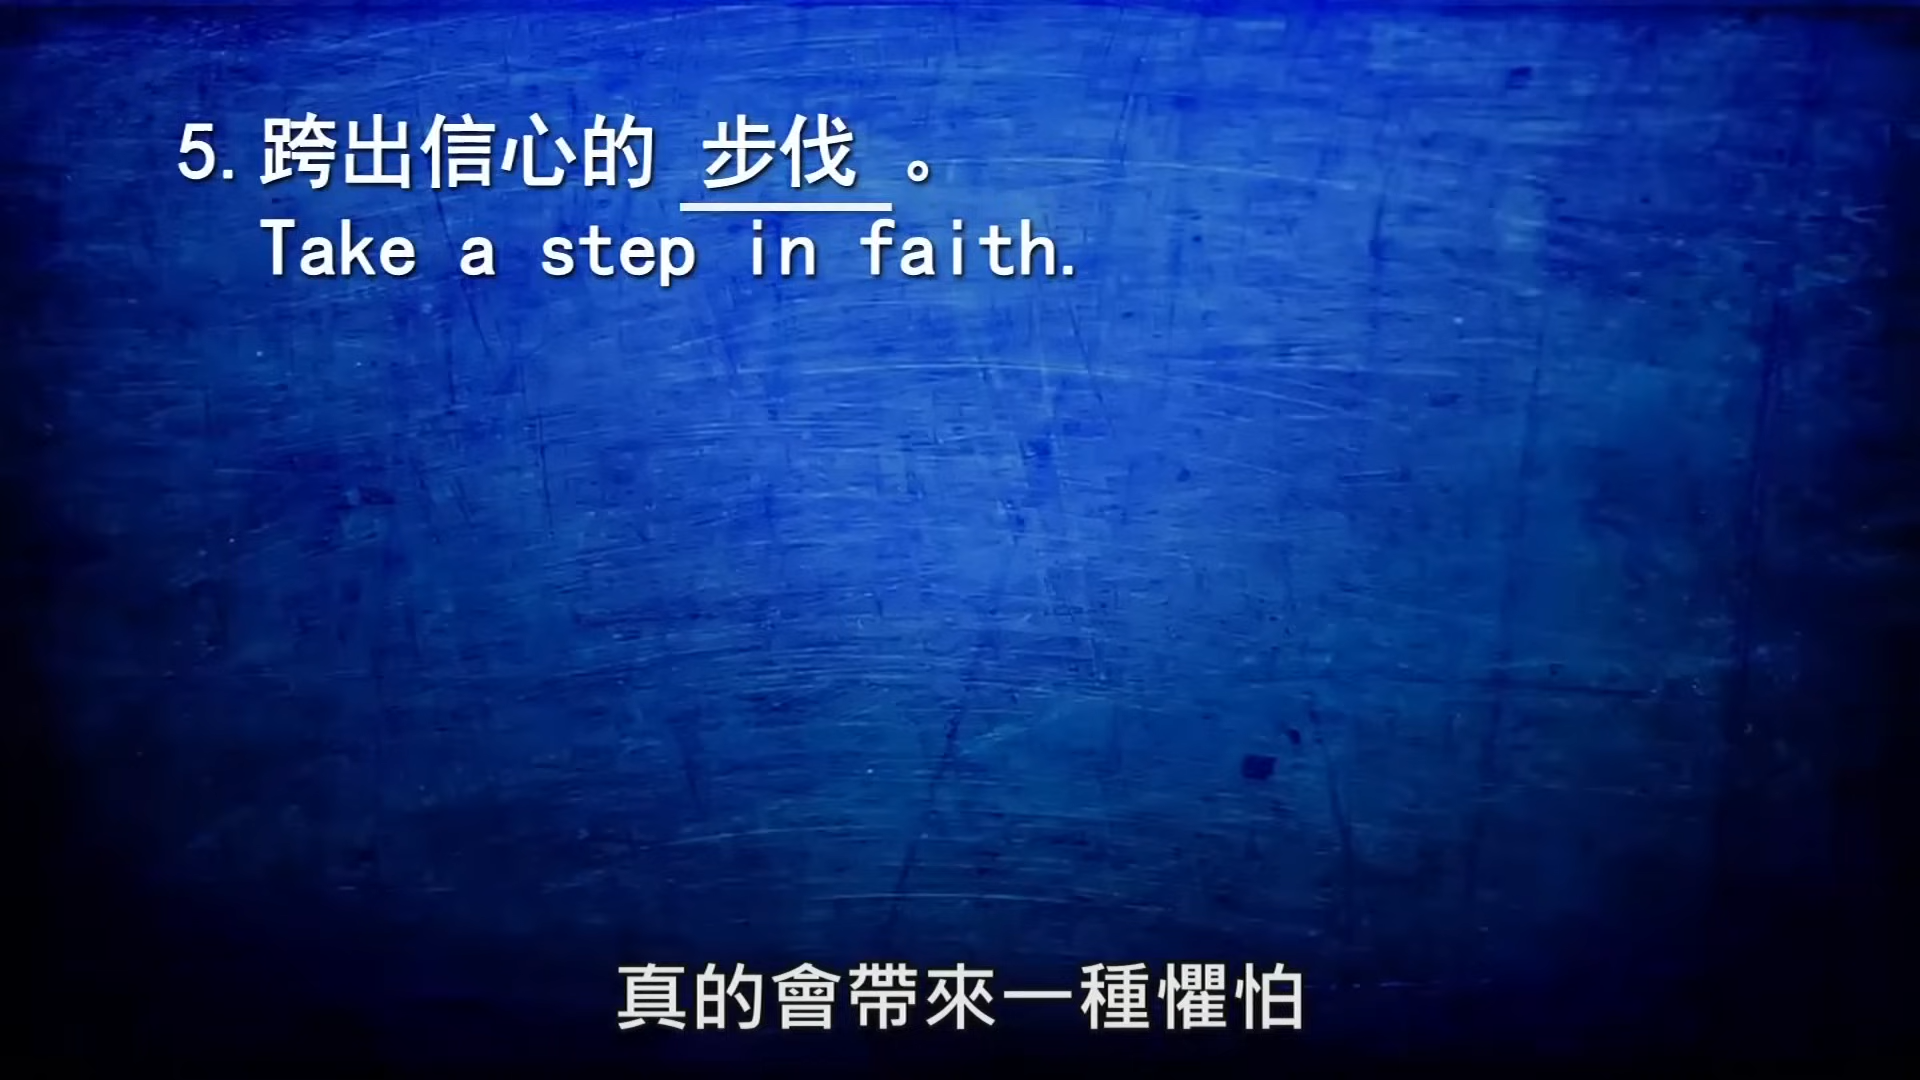 5.跨出信心的 步伐 。
Take a step in faith.
真的會帶來一種懼怕